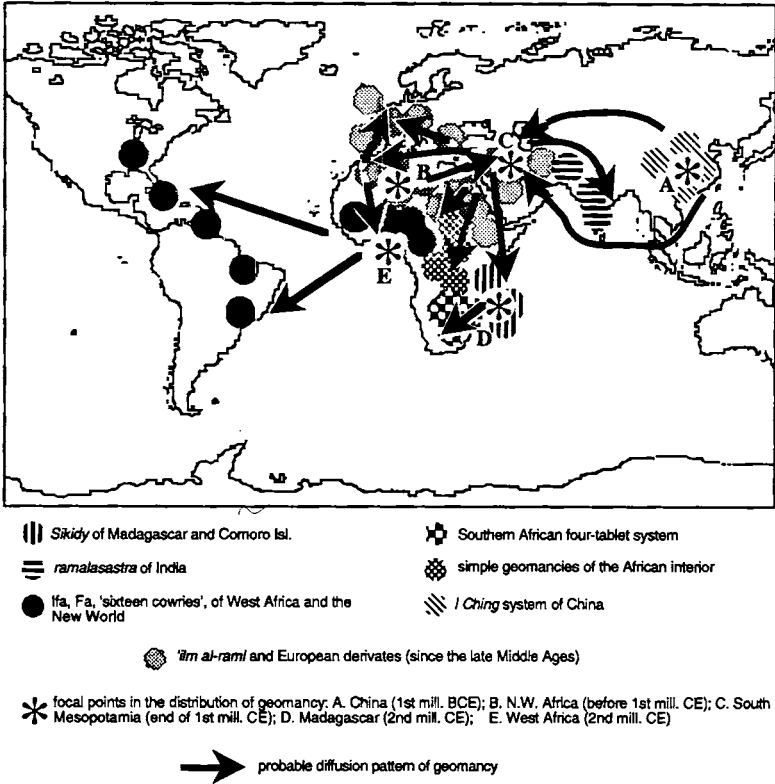 C
B
A
E
D
Sikidy of Madagascar and Comoro Isl.
Southern African four-tablet system
ramalasastra of India
simple geomancies of the African interior
Ifa, Fa, 'sixteen cowries', of West Africa and the
New World
I Ching system of China
'ilm al-raml and European derivates (since the late Middle Ages)
focal points in the distribution of geomancy: A. China (1st mill. BCE); B. N.W. Africa (before 1st mill. CE); C. South
Mesopotamia (end of 1st mill. CE); D. Madagascar (2nd mill. CE); E. West Africa (2nd mill. CE)
probable diffusion pattern of geomancy